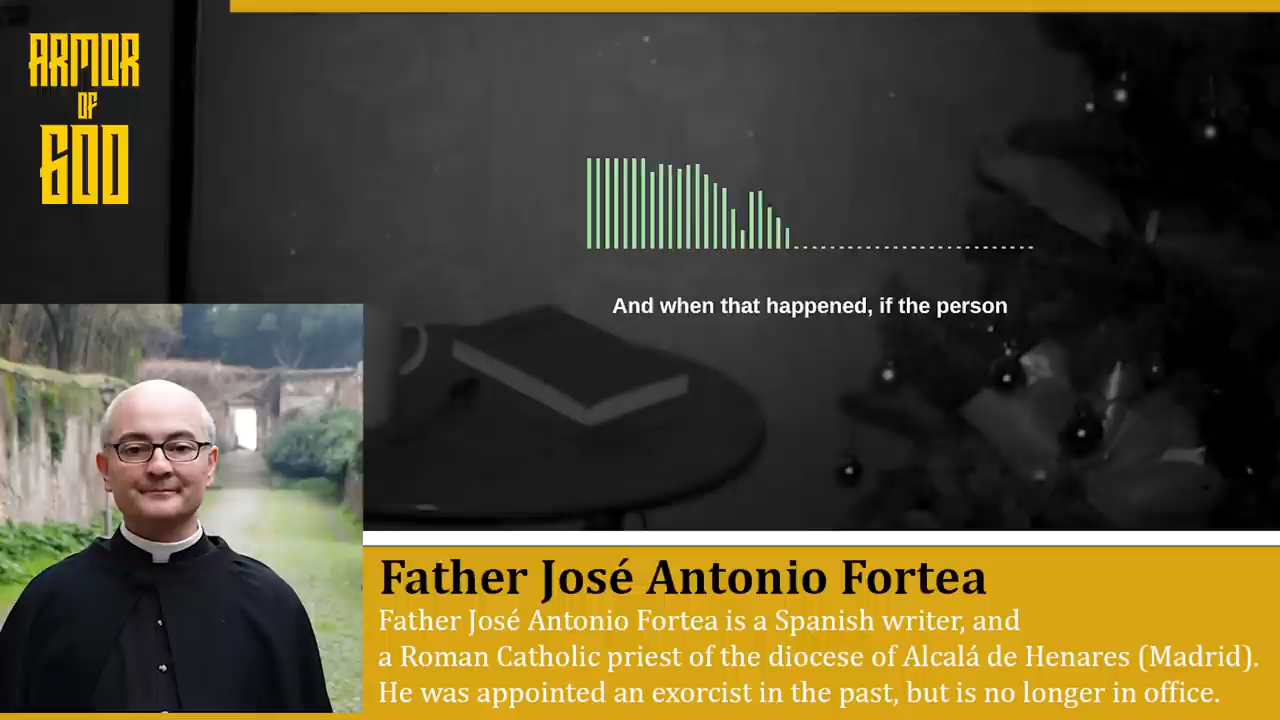 ARMOR
OF
GOD
And when that happened, if the person
Father José Antonio Fortea
Father José Antonio Fortea is a Spanish writer, and
a Roman Catholic priest of the diocese of Alcalá de Henares (Madrid).
He was appointed an exorcist in the past, but is no longer in office.